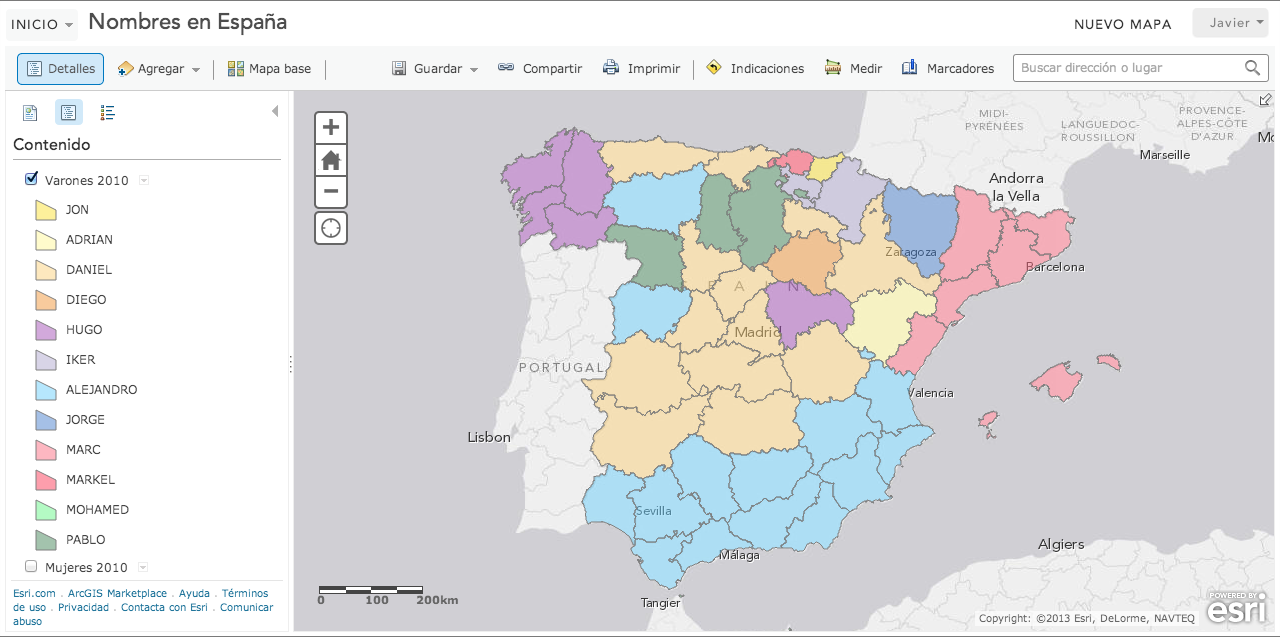 INICIO
Nombres en España
NUEVO MAPA
Javier
Detalles
Agregar
Mapa base
Guardar
Compartir
Imprimir
Indicaciones
Medir
Marcadores
Buscar dirección o lugar
Contenido
Varones 2010
JON
ADRIAN
DANIEL
DIEGO
HUGO
IKER
ALEJANDRO
JORGE
MARC
MARKEL
MOHAMED
PABLO
Mujeres 2010
Esri.com . ArcGIS Marketplace . Ayuda . Términos
de uso . Privacidad . Contacta con Esri . Comunicar
abuso
MIDI-
PYRÉNÉES
LANGUEDOC-
ROUSSILLON
PROVENCE-
ALPES-CÔTE
D'AZUR
Mo
Marseille
Andorra
la Vella
Zaragoza
Barcelona
A N
Madrid
PORTUGAL
Valencia
Lisbon
Sevilla
Málaga
Algiers
Tangier
0 100 200km
POWERED BY
esri
Copyright: ©2013 Esri, DeLorme, NAVTEQ